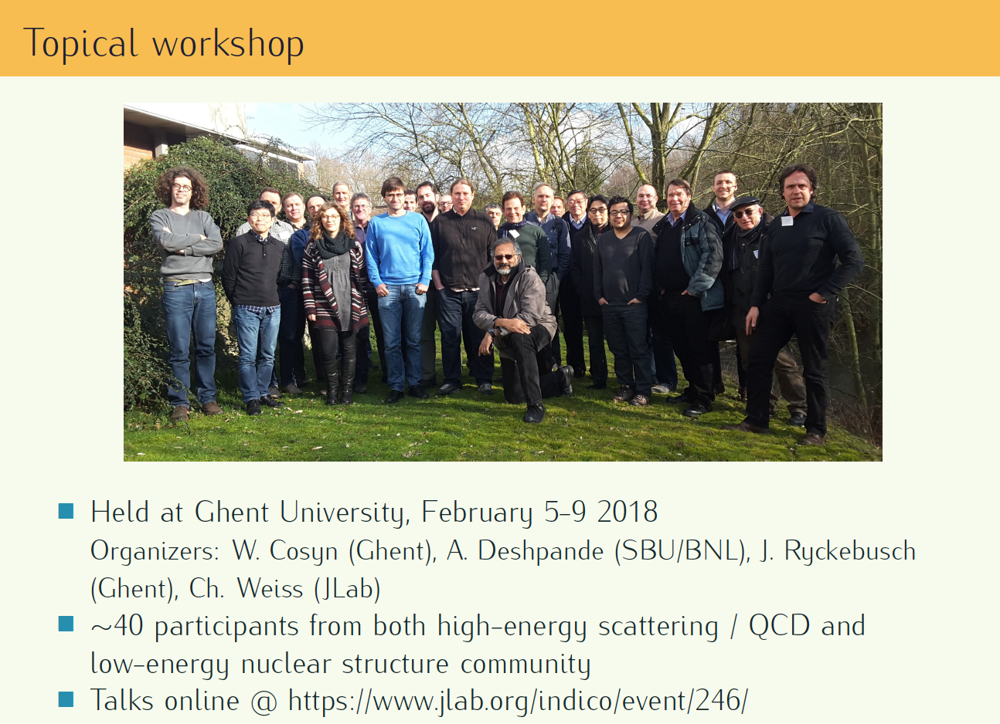 Topical workshop
Held at Ghent University, February 5-9 2018
Organizers: W. Cosyn (Ghent), A. Deshpande (SBU/BNL), J. Ryckebusch
(Ghent), Ch. Weiss (JLab)
~40 participants from both high-energy scattering / QCD and
low-energy nuclear structure community
Talks online @ https://www.jlab.org/indico/event/246/